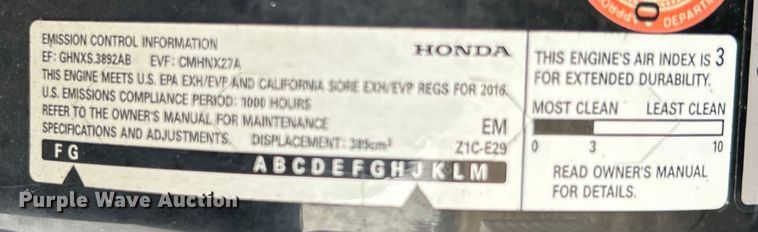 EMISSION CONTROL INFORMATION
HONDA
EF: GHNXS.3892AB EVF: CMHNX27A
THIS ENGINE MEETS U.S. EPA EXH/EVP AND CALIFORNIA SORE EXH/EVP REGS FOR 2016.
U.S. EMISSIONS COMPLIANCE PERIOD: 1000 HOURS
REFER TO THE OWNER'S MANUAL FOR MAINTENANCE
EM
SPECIFICATIONS AND ADJUSTMENTS. DISPLACEMENT: 389cm³
Z1C-E29
F G
A B C D E F G H J K L M
THIS ENGINE'S AIR INDEX IS 3
FOR EXTENDED DURABILITY.
MOST CLEAN LEAST CLEAN
0 3 10
READ OWNER'S MANUAL
FOR DETAILS.
DEPARTM
Purple Wave Auction